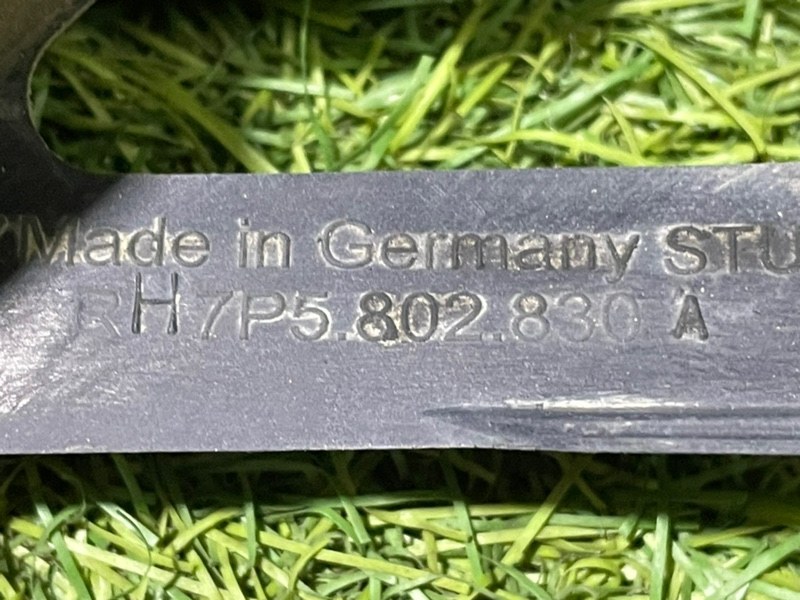 Made in Germany STU
RH 7P5.802.830 A